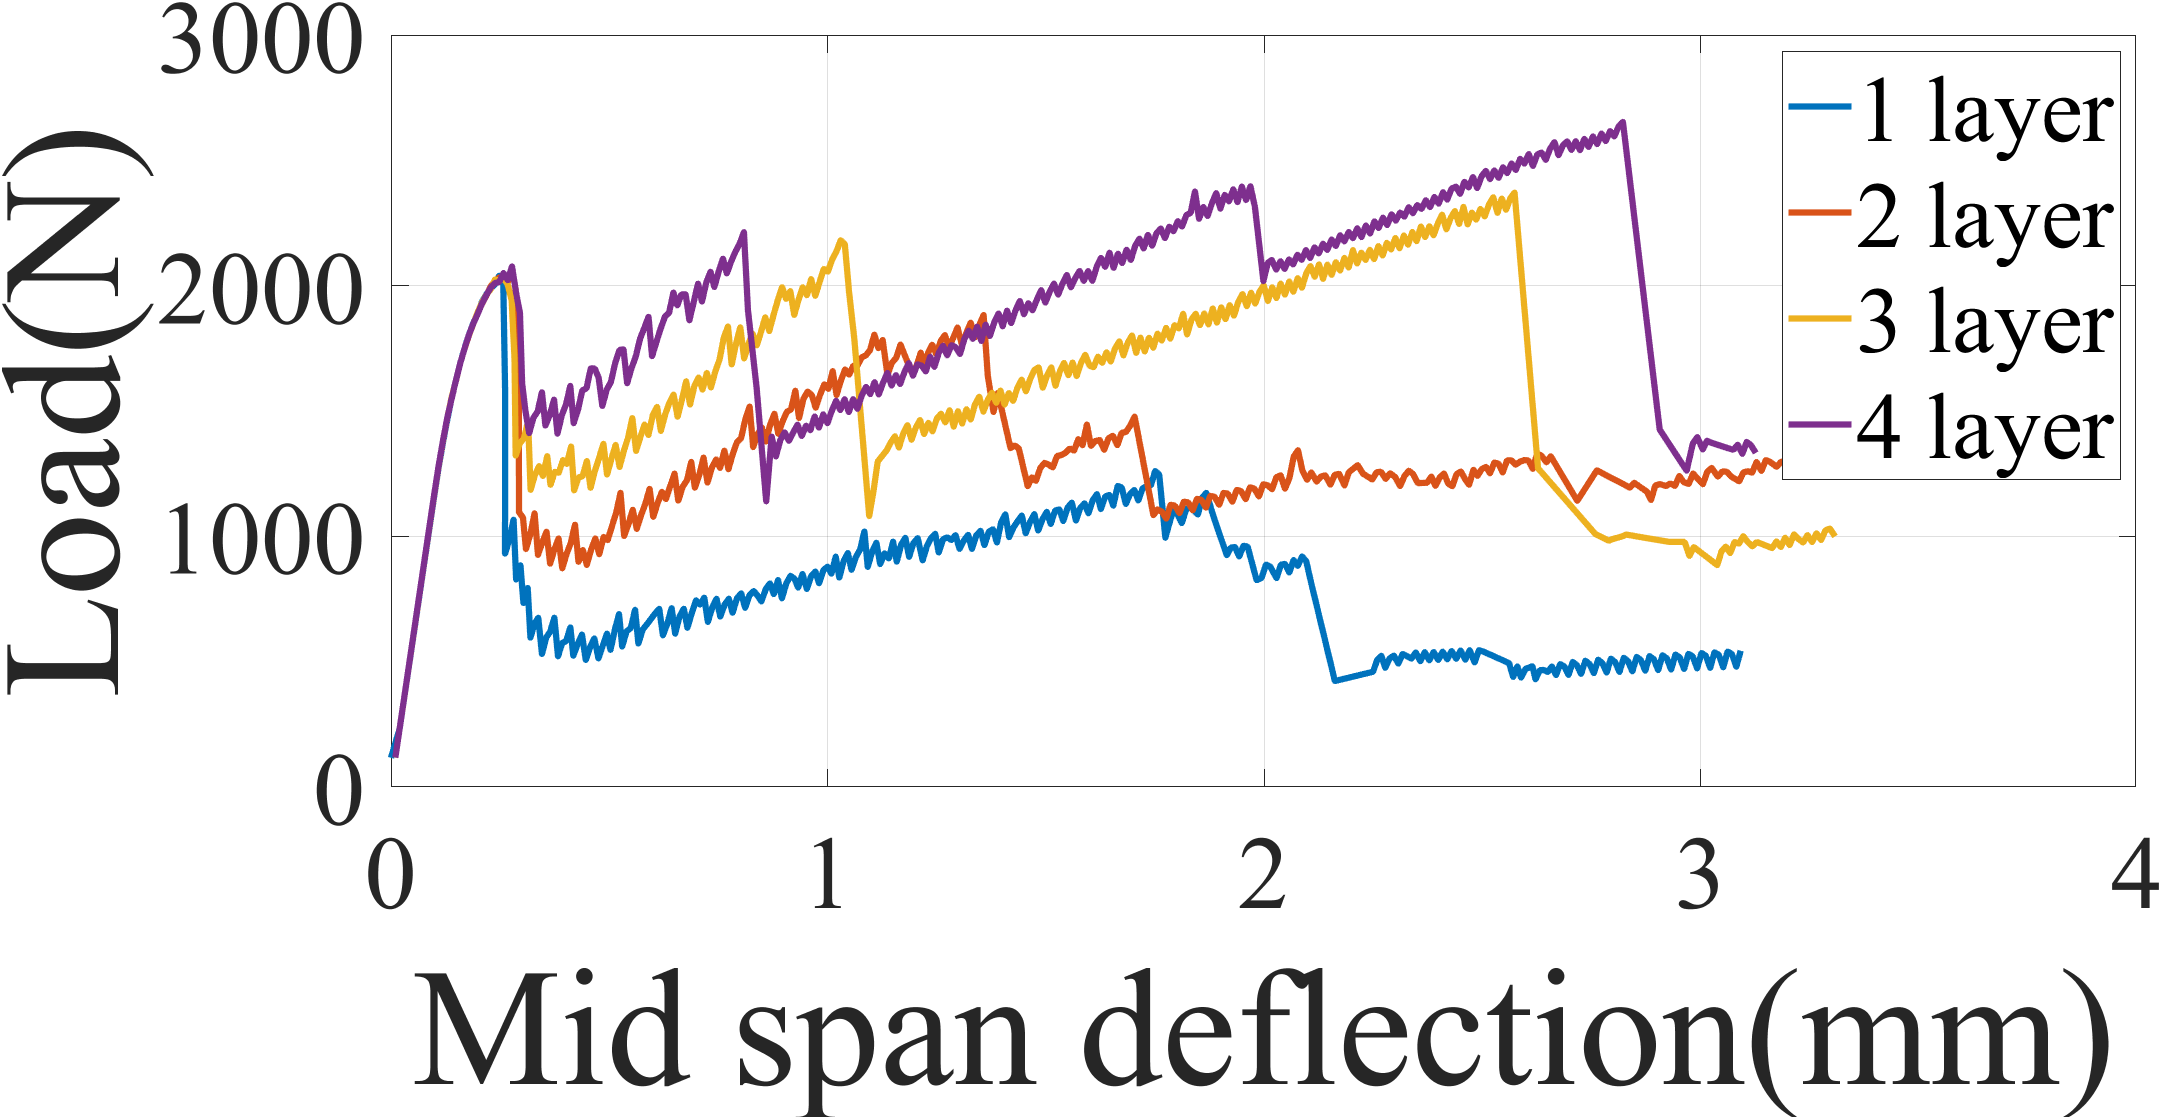 3000
2000
1000
0
Load(N)
0 1 2 3 4
Mid span deflection(mm)
1 layer
2 layer
3 layer
4 layer